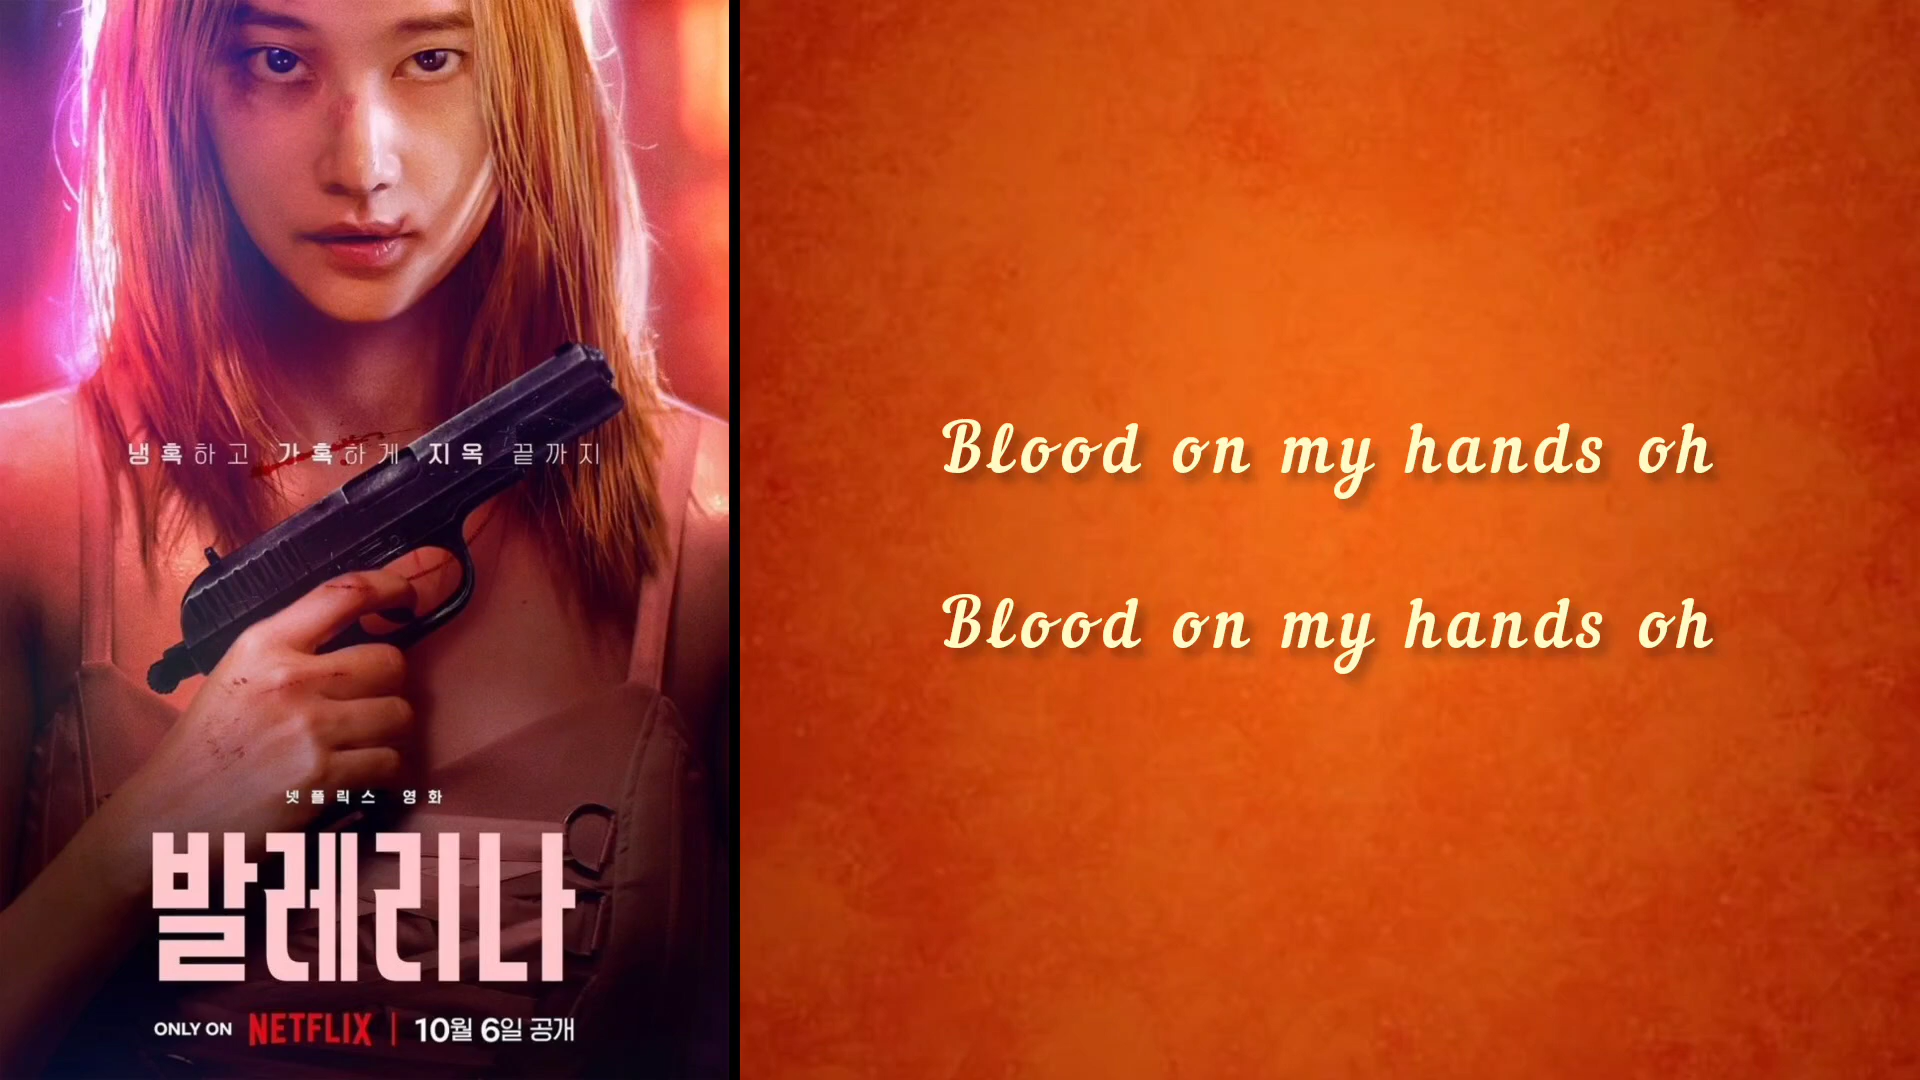 냉혹하고 가혹하게 지옥 끝까지
넷플릭스 영화
발레리나
ONLY ON NETFLIX | 10월 6일 공개
Blood on my hands oh
Blood on my hands oh